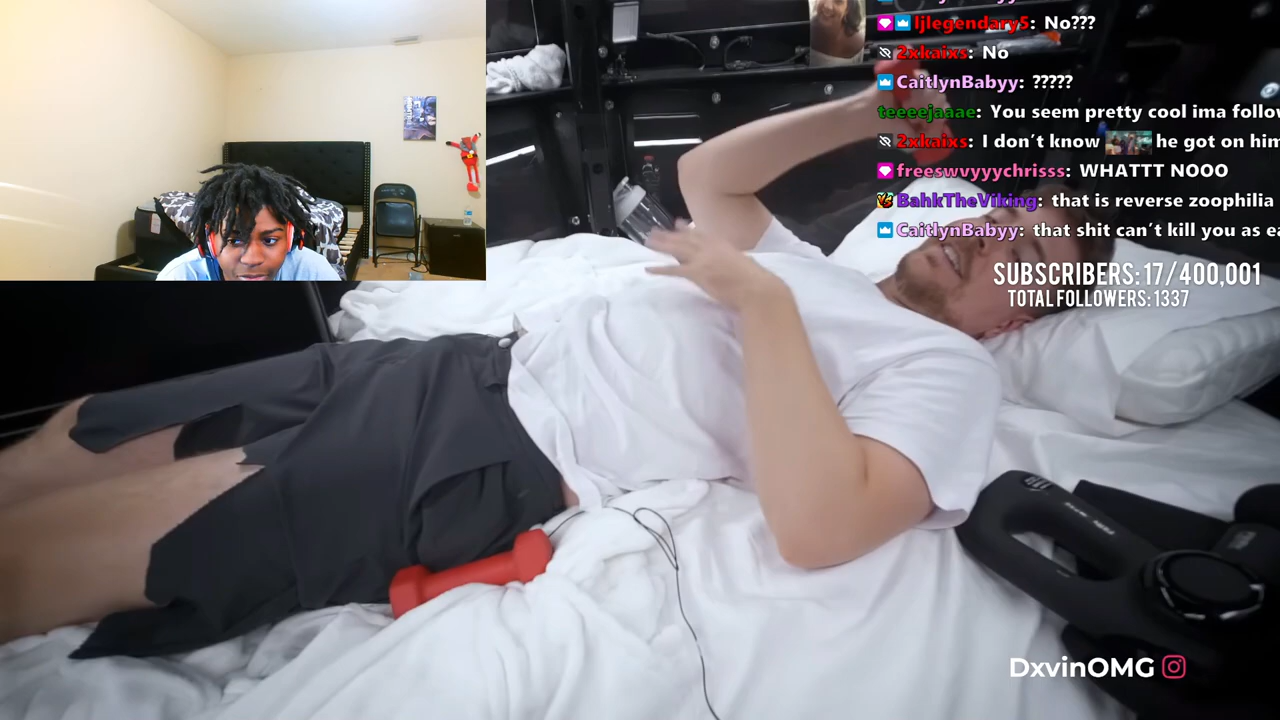 ljlegendary5: No???
2xkaixs: No
CaitlynBabyy: ?????
teeeejaaae: You seem pretty cool ima follow
2xkaixs: I don't know he got on him
freeswvyyychrisss: WHATTT NOOO
BahkTheViking: that is reverse zoophilia
CaitlynBabyy: that shit can't kill you as
SUBSCRIBERS: 17/400,001
TOTAL FOLLOWERS: 1337
DxvinOMG